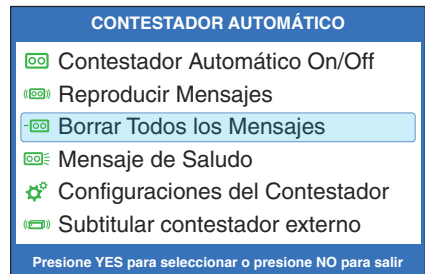 CONTESTADOR AUTOMÁTICO
Contestador Automático On/Off
Reproducir Mensajes
Borrar Todos los Mensajes
Mensaje de Saludo
Configuraciones del Contestador
Subtitular contestador externo
Presione YES para seleccionar o presione NO para salir